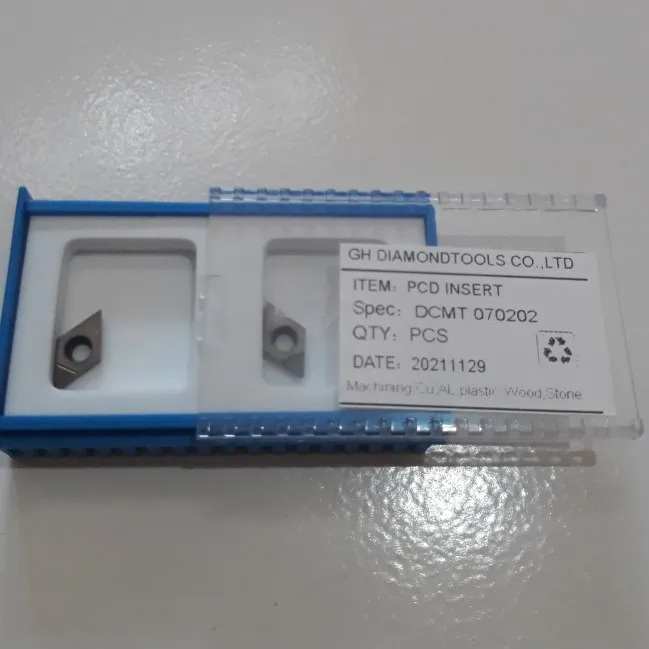 GH DIAMONDTOOLS CO.,LTD
ITEM: PCD INSERT
Spec: DCMT 070202
QTY: PCS
DATE: 20211129
Machining:Cu,AL,plastic,Wood,Stone